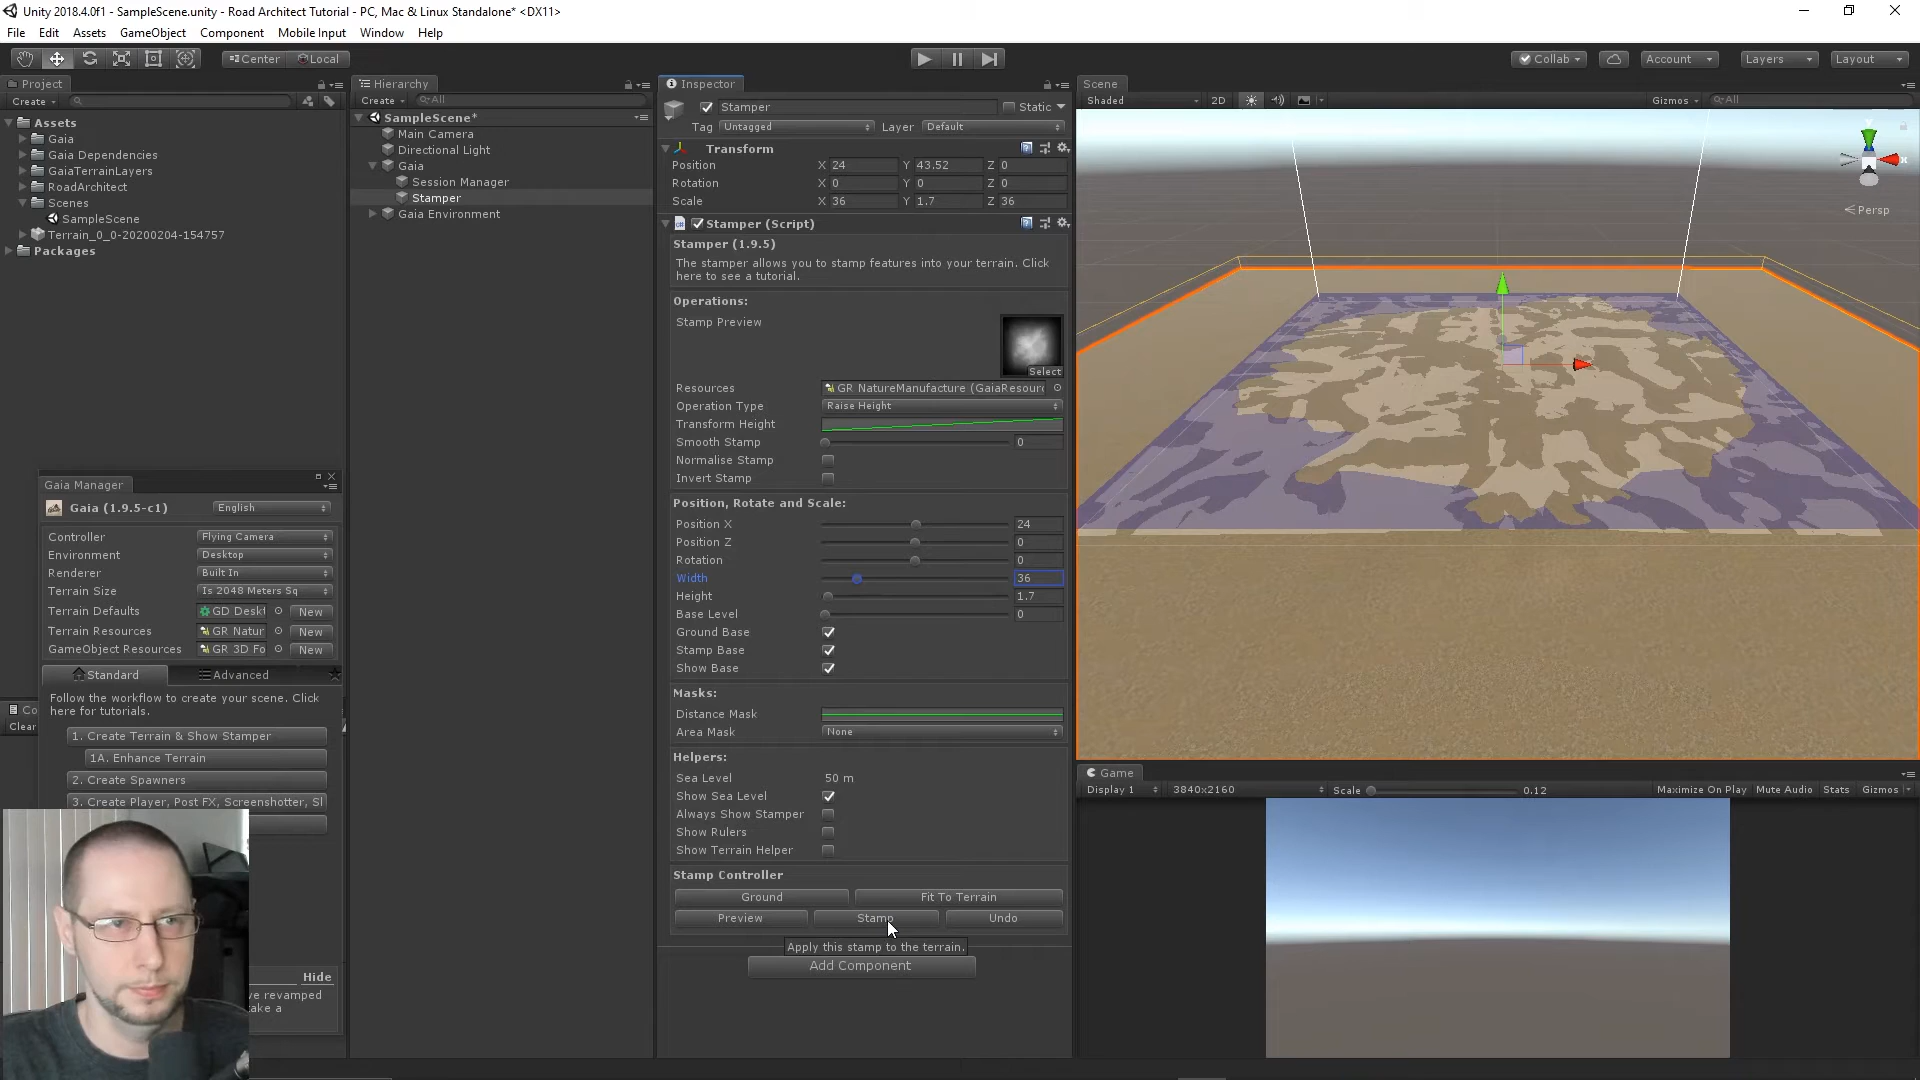 Unity 2018.4.0f1 - SampleScene.unity - Road Architect Tutorial - PC, Mac & Linux Standalone* <DX11>
File Edit Assets GameObject Component Mobile Input Window Help
Center Local
Collab Account Layers Layout
Project
Create
Assets
Gaia
Gaia Dependencies
GaiaTerrainLayers
RoadArchitect
Scenes
SampleScene
Terrain_0_0-20200204-154757
Packages
Gaia Manager
Gaia (1.9.5-c1) English
Controller Flying Camera
Environment Desktop
Renderer Built In
Terrain Size Is 2048 Meters Sq
Terrain Defaults GD Deskt New
Terrain Resources GR Natur New
GameObject Resources GR 3D Fo New
Standard Advanced
Follow the workflow to create your scene. Click
here for tutorials.
Co
Clear
1. Create Terrain & Show Stamper
1A. Enhance Terrain
2. Create Spawners
3. Create Player, Post FX, Screenshotter, Sl
Hide
ve revamped
take a
Hierarchy
Create All
SampleScene*
Main Camera
Directional Light
Gaia
Session Manager
Stamper
Gaia Environment
Inspector
Stamper Static
Tag Untagged Layer Default
Transform
Position X 24 Y 43.52 Z 0
Rotation X 0 Y 0 Z 0
Scale X 36 Y 1.7 Z 36
Stamper (Script)
Stamper (1.9.5)
The stamper allows you to stamp features into your terrain. Click
here to see a tutorial.
Operations:
Stamp Preview
Select
Resources GR NatureManufacture (GaiaResour
Operation Type Raise Height
Transform Height
Smooth Stamp 0
Normalise Stamp
Invert Stamp
Position, Rotate and Scale:
Position X 24
Position Z 0
Rotation 0
Width 36
Height 1.7
Base Level 0
Ground Base
Stamp Base
Show Base
Masks:
Distance Mask
Area Mask None
Helpers:
Sea Level 50 m
Show Sea Level
Always Show Stamper
Show Rulers
Show Terrain Helper
Stamp Controller
Ground Fit To Terrain
Preview Stamp Undo
Apply this stamp to the terrain.
Add Component
Scene
Shaded 2D Gizmos All
Persp
Game
Display 1 3840x2160 Scale 0.12 Maximize On Play Mute Audio Stats Gizmos